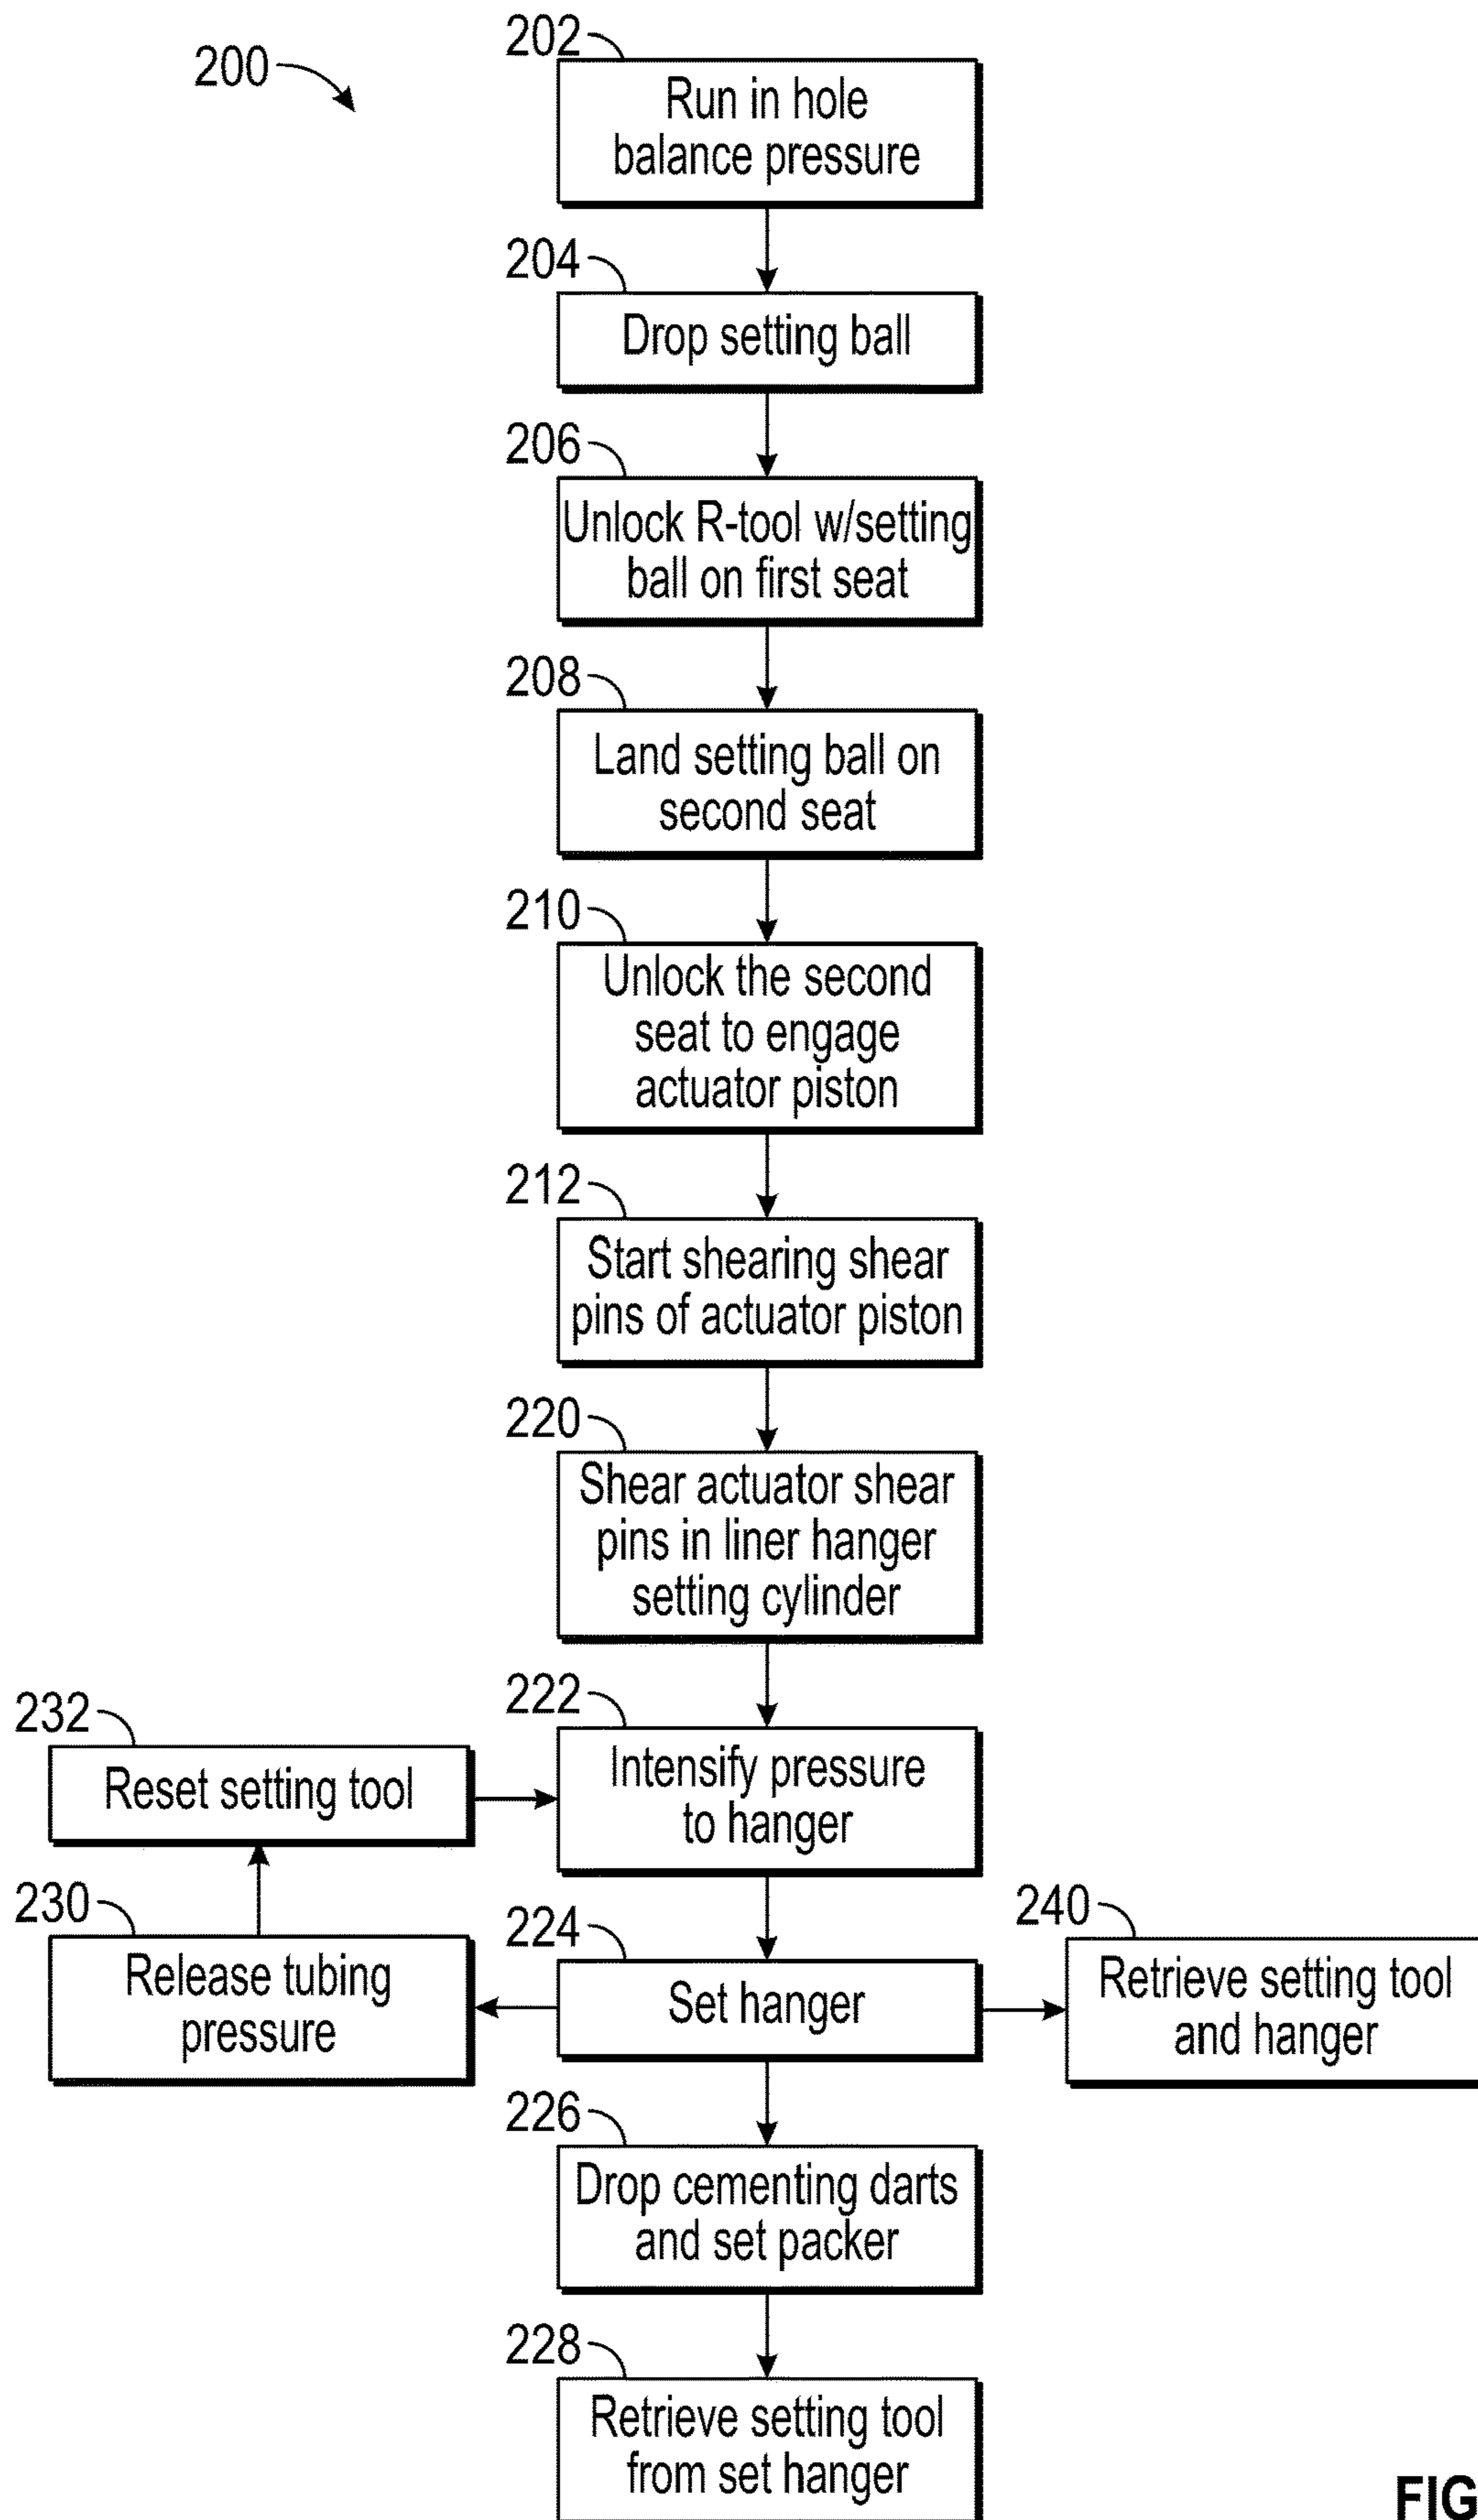 200
202
Run in hole
balance pressure
204
Drop setting ball
206
Unlock R-tool w/setting
ball on first seat
208
Land setting ball on
second seat
210
Unlock the second
seat to engage
actuator piston
212
Start shearing shear
pins of actuator piston
220
Shear actuator shear
pins in liner hanger
setting cylinder
232
Reset setting tool
222
Intensify pressure
to hanger
230
Release tubing
pressure
224
Set hanger
240
Retrieve setting tool
and hanger
226
Drop cementing darts
and set packer
228
Retrieve setting tool
from set hanger
FIG